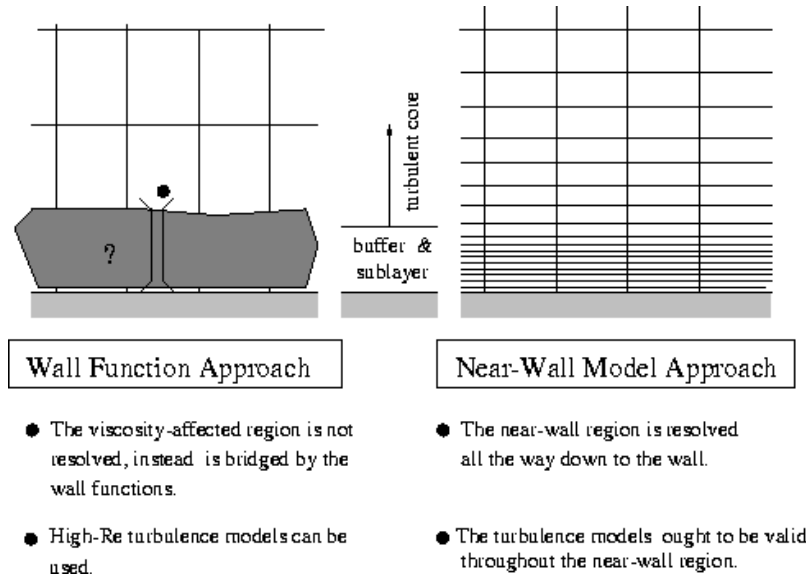 ?
turbulent core
buffer &
sublayer
Wall Function Approach
The viscosity-affected region is not
resolved, instead is bridged by the
wall functions.
High-Re turbulence models can be
used.
Near-Wall Model Approach
The near-wall region is resolved
all the way down to the wall.
The turbulence models ought to be valid
throughout the near-wall region.